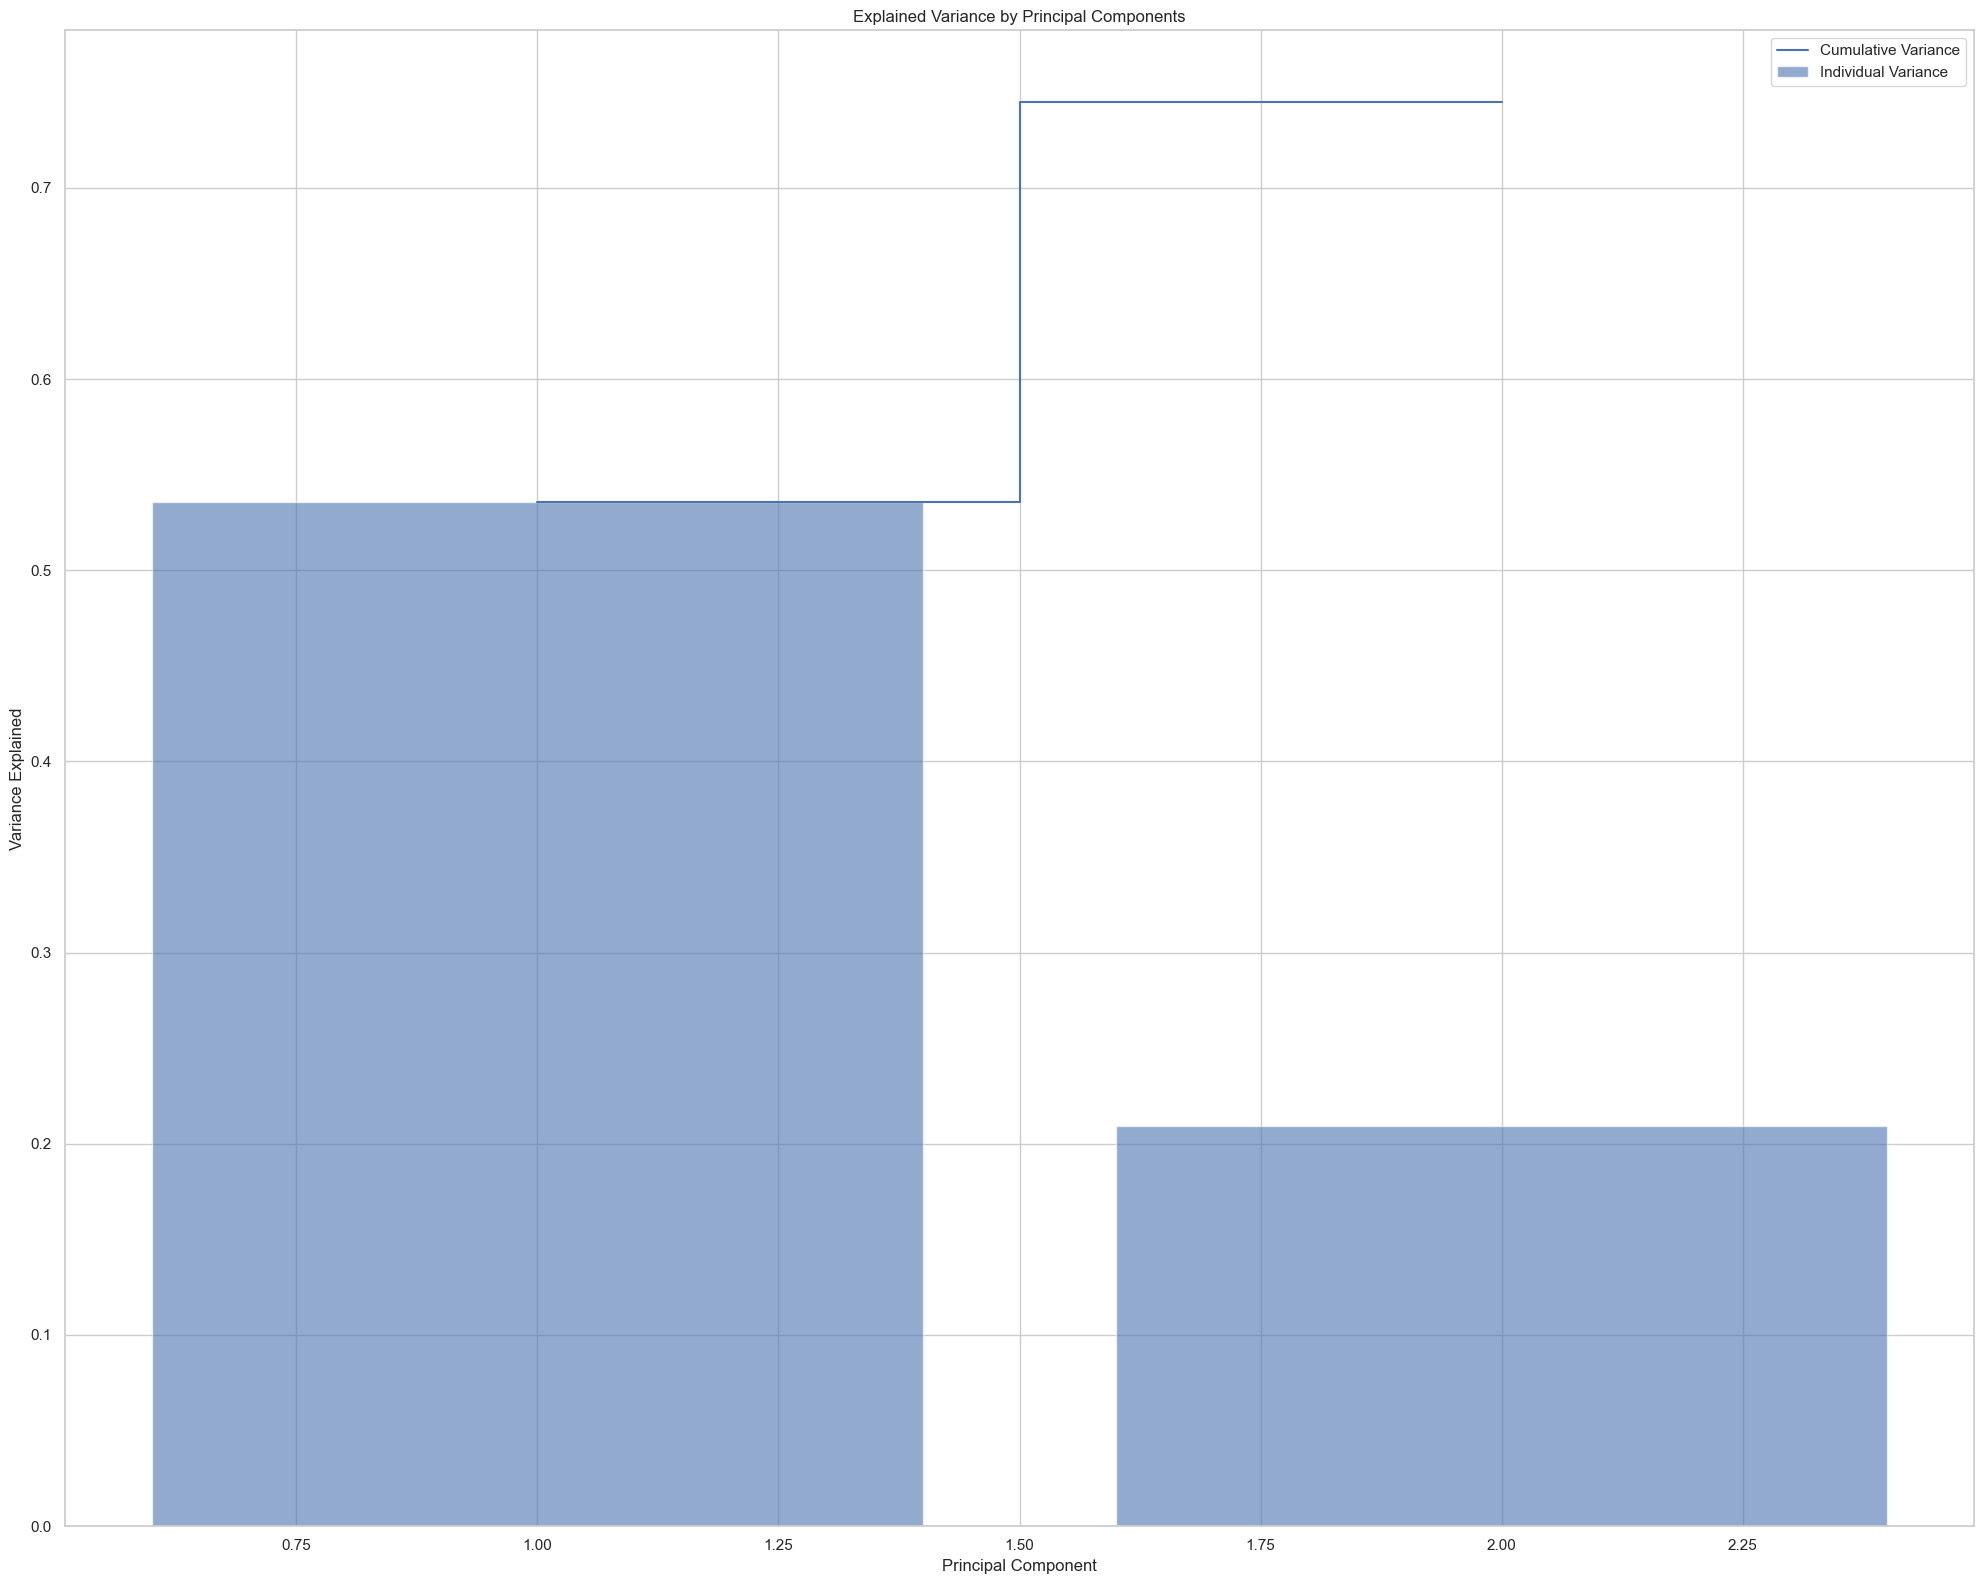 Explained Variance by Principal Components
Cumulative Variance
Individual Variance
Variance Explained
0.7
0.6
0.5
0.4
0.3
0.2
0.1
0.0
0.75 1.00 1.25 1.50 1.75 2.00 2.25
Principal Component